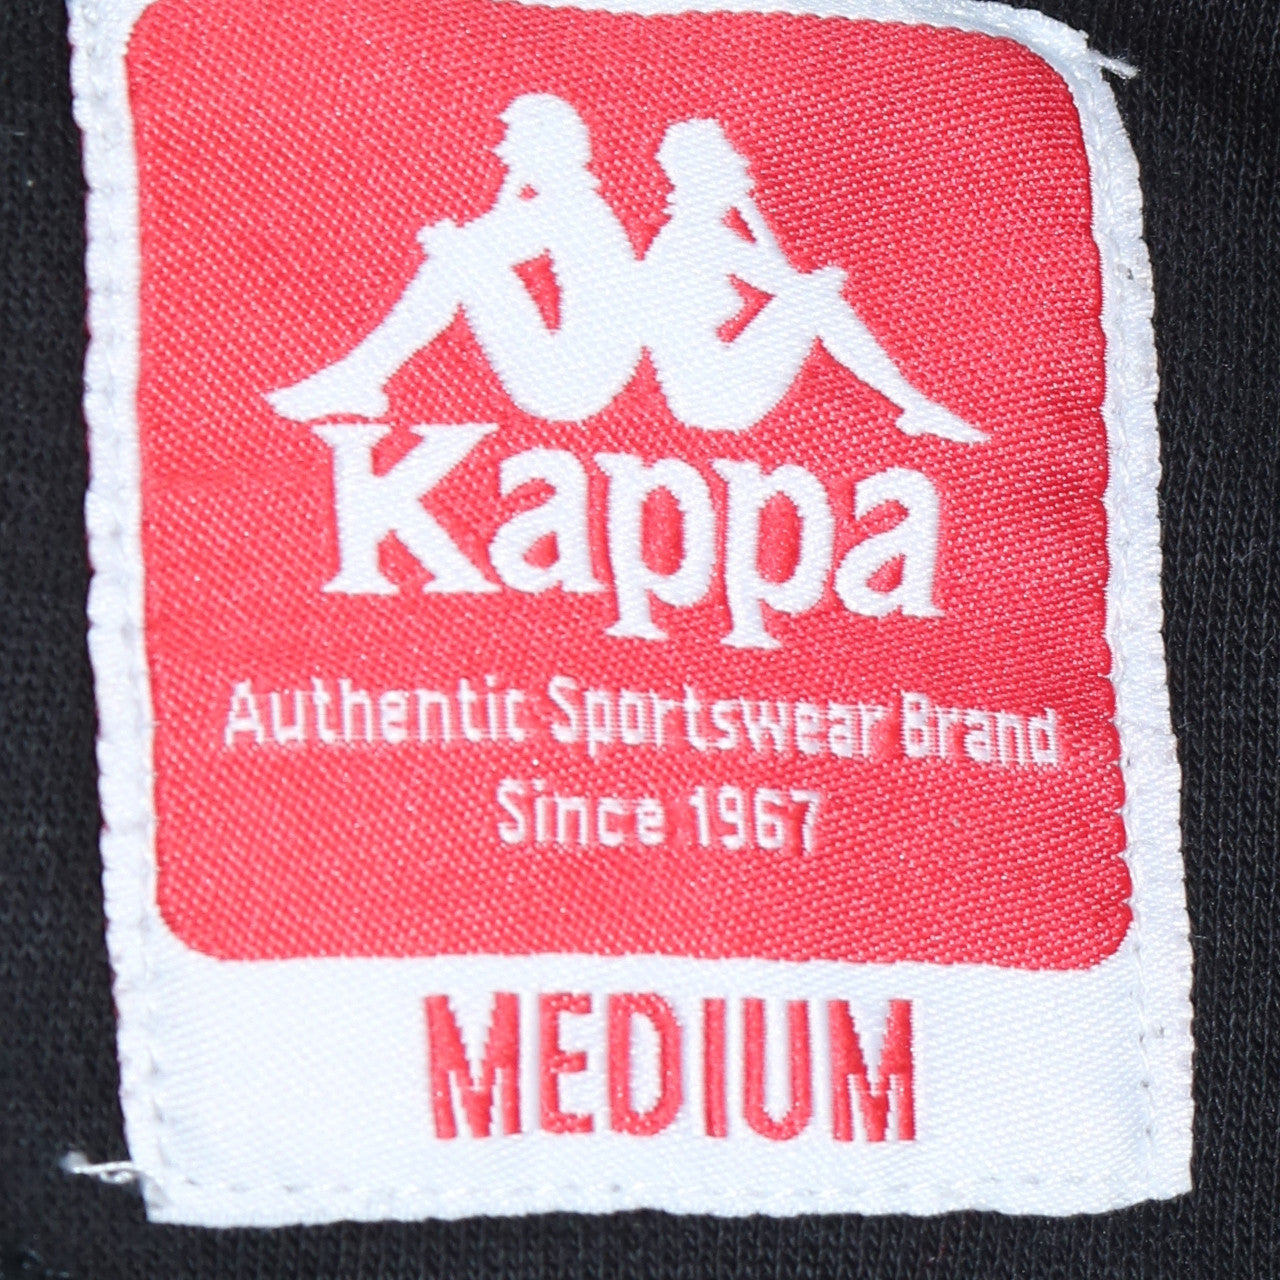 Kappa
Authentic Sportswear Brand
Since 1967
MEDIUM